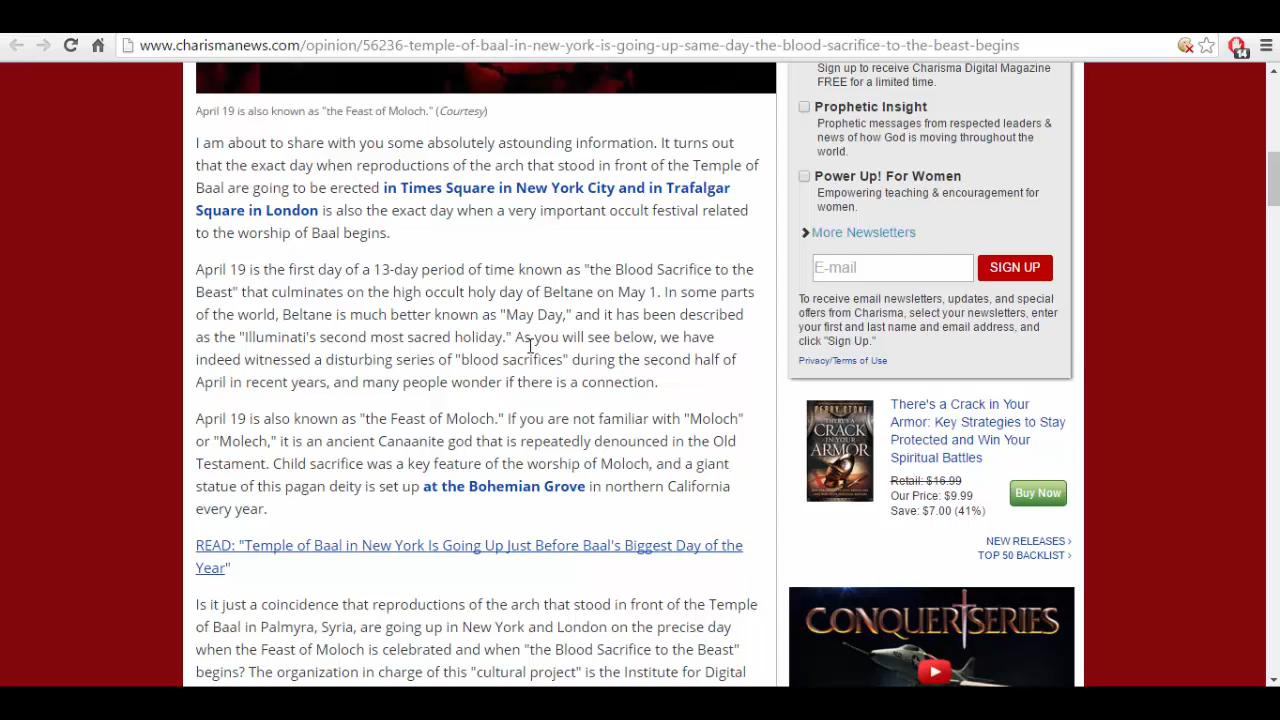 www.charismanews.com/opinion/56236-temple-of-baal-in-new-york-is-going-up-same-day-the-blood-sacrifice-to-the-beast-begins
14
April 19 is also known as "the Feast of Moloch." (Courtesy)
I am about to share with you some absolutely astounding information. It turns out
that the exact day when reproductions of the arch that stood in front of the Temple of
Baal are going to be erected in Times Square in New York City and in Trafalgar
Square in London is also the exact day when a very important occult festival related
to the worship of Baal begins.
April 19 is the first day of a 13-day period of time known as "the Blood Sacrifice to the
Beast" that culminates on the high occult holy day of Beltane on May 1. In some parts
of the world, Beltane is much better known as "May Day," and it has been described
as the "Illuminati's second most sacred holiday." As you will see below, we have
indeed witnessed a disturbing series of "blood sacrifices" during the second half of
April in recent years, and many people wonder if there is a connection.
April 19 is also known as "the Feast of Moloch." If you are not familiar with "Moloch"
or "Molech," it is an ancient Canaanite god that is repeatedly denounced in the Old
Testament. Child sacrifice was a key feature of the worship of Moloch, and a giant
statue of this pagan deity is set up at the Bohemian Grove in northern California
every year.
READ: "Temple of Baal in New York Is Going Up Just Before Baal's Biggest Day of the
Year"
Is it just a coincidence that reproductions of the arch that stood in front of the Temple
of Baal in Palmyra, Syria, are going up in New York and London on the precise day
when the Feast of Moloch is celebrated and when "the Blood Sacrifice to the Beast"
begins? The organization in charge of this "cultural project" is the Institute for Digital
Sign up to receive Charisma Digital Magazine
FREE for a limited time.
Prophetic Insight
Prophetic messages from respected leaders &
news of how God is moving throughout the
world.
Power Up! For Women
Empowering teaching & encouragement for
women.
More Newsletters
E-mail
SIGN UP
To receive email newsletters, updates, and special
offers from Charisma, select your newsletters, enter
your first and last name and email address, and
click "Sign Up."
Privacy/Terms of Use
PERRY STONE
THERE'S A
CRACK
IN YOUR
ARMOR
There's a Crack in Your
Armor: Key Strategies to Stay
Protected and Win Your
Spiritual Battles
Retail: $16.99
Our Price: $9.99
Save: $7.00 (41%)
Buy Now
NEW RELEASES ›
TOP 50 BACKLIST ›
CONQUER SERIES